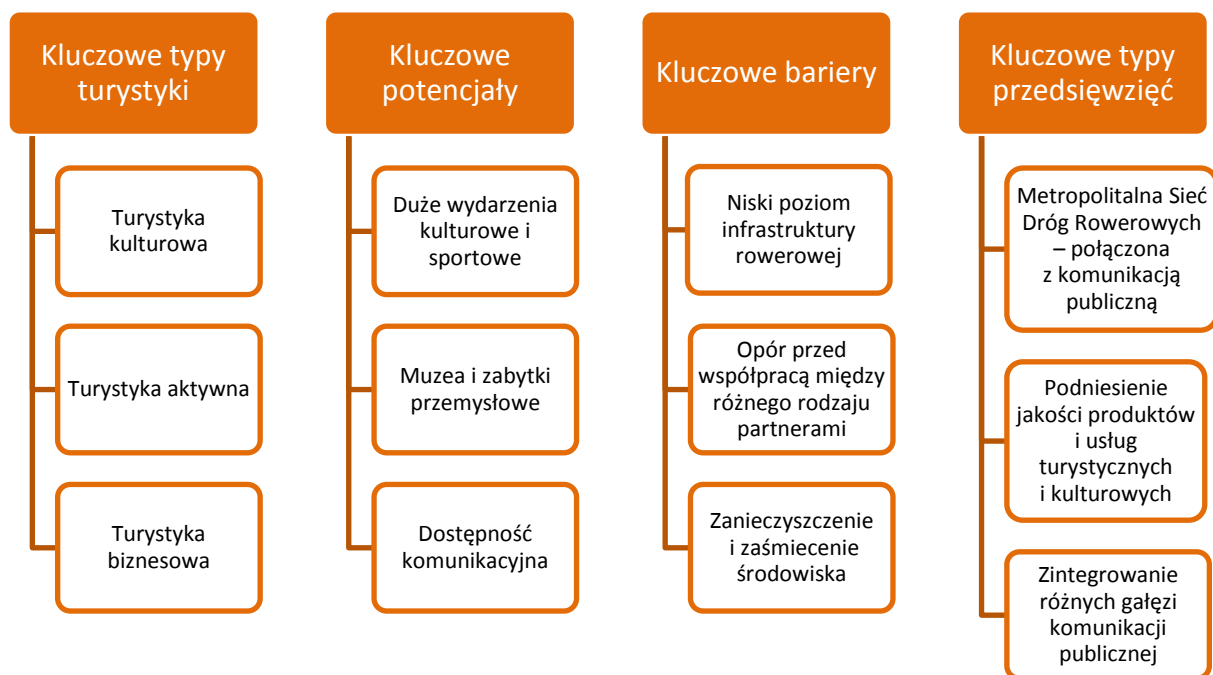 Kluczowe typy
turystyki
Turystyka
kulturowa
Turystyka aktywna
Turystyka
biznesowa
Kluczowe
potencjały
Duże wydarzenia
kulturowe i
sportowe
Muzea i zabytki
przemysłowe
Dostępność
komunikacyjna
Kluczowe bariery
Niski poziom
infrastruktury
rowerowej
Opór przed
współpracą między
różnego rodzaju
partnerami
Zanieczyszczenie
i zaśmiecenie
środowiska
Kluczowe typy
przedsięwzięć
Metropolitalna Sieć
Dróg Rowerowych
– połączona
z komunikacją
publiczną
Podniesienie
jakości produktów
i usług
turystycznych
i kulturowych
Zintegrowanie
różnych gałęzi
komunikacji
publicznej